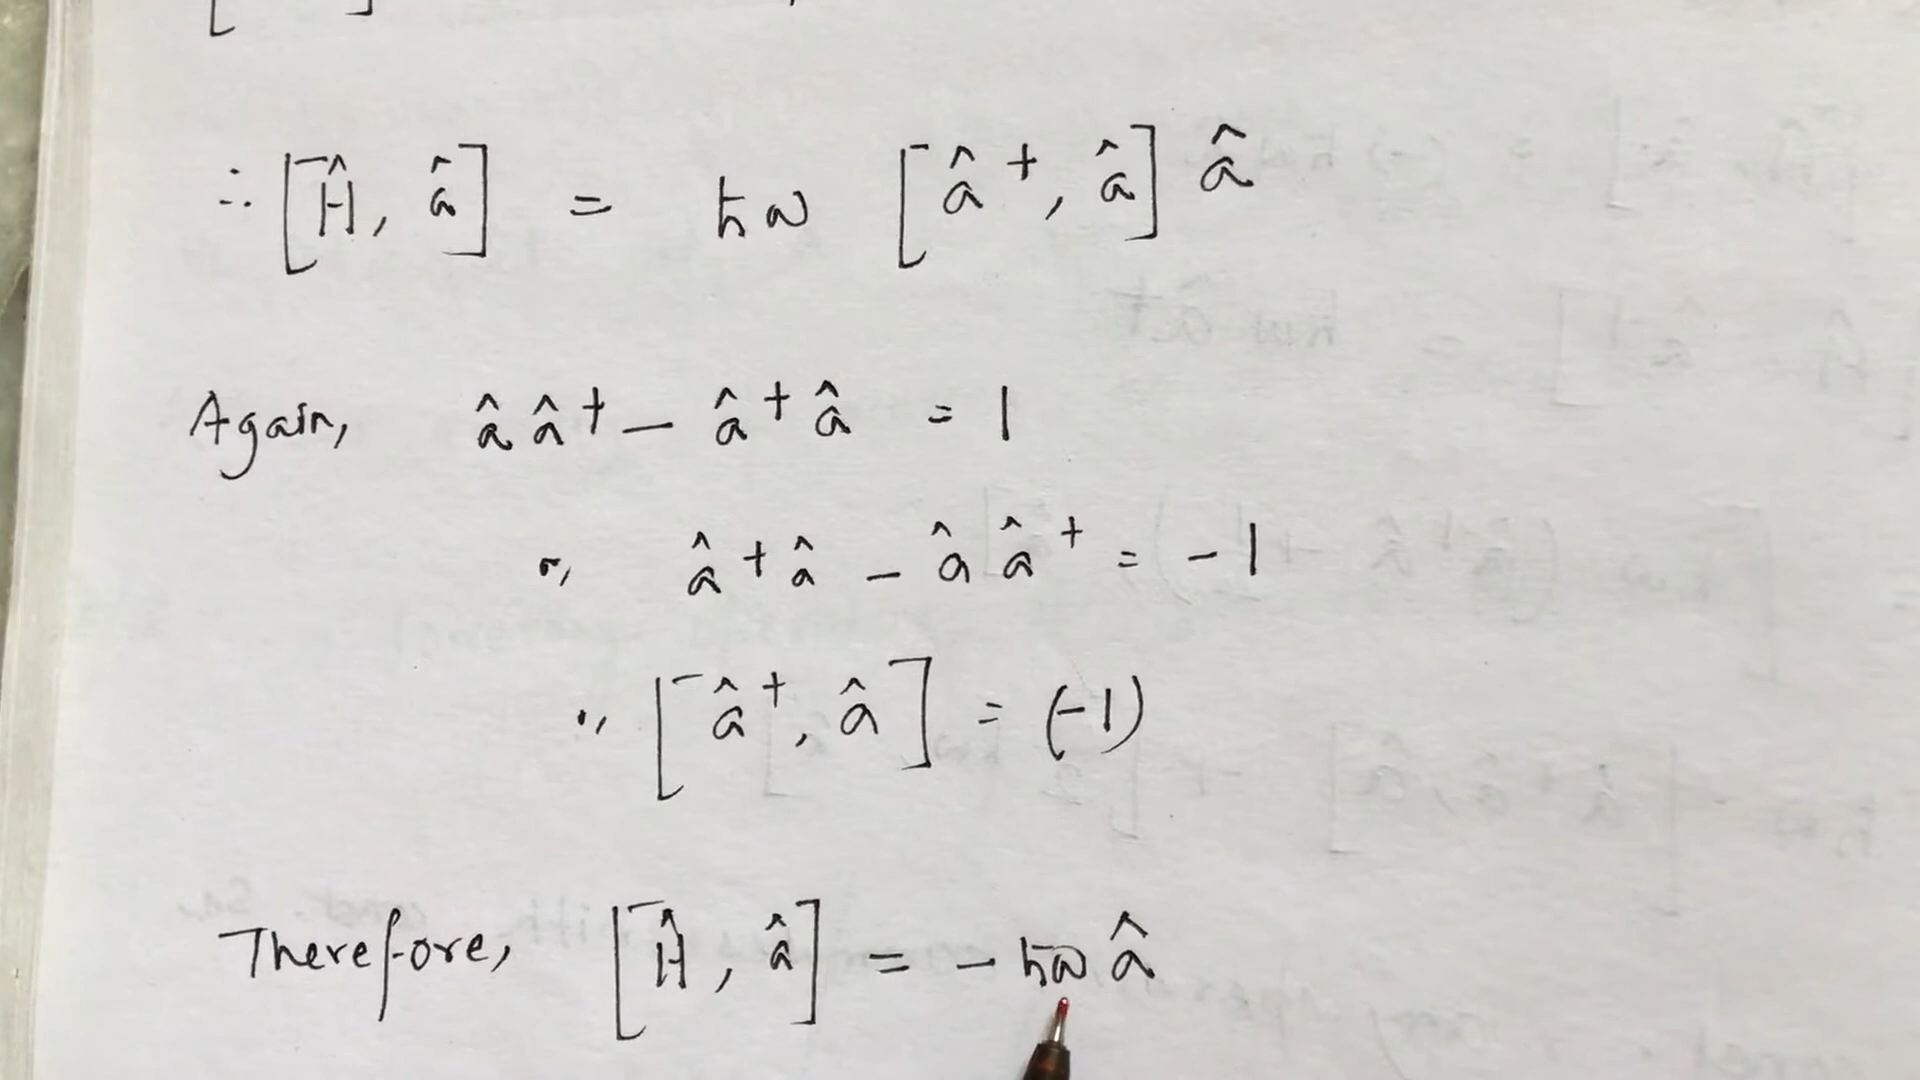 ∴ [Ĥ, â] = ħω [â⁺, â] â
Again, â â⁺ - â⁺ â = 1
or, â⁺ â - â â⁺ = -1
or, [â⁺, â] = (-1)
Therefore, [Ĥ, â] = - ħω â